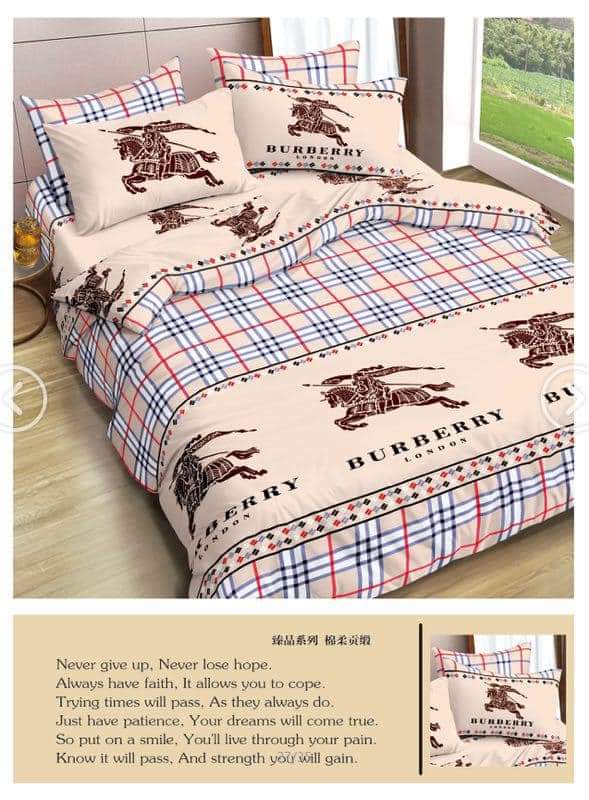 BURBERRY
LONDON
BURBERRY
LONDON
BU
BERRY
ONDON
臻品系列 棉柔贡缎
Never give up, Never lose hope.
Always have faith, It allows you to cope.
Trying times will pass, As they always do.
Just have patience, Your dreams will come true.
So put on a smile, You'll live through your pain.
Know it will pass, And strength you will gain.
BURBERRY
LONDON